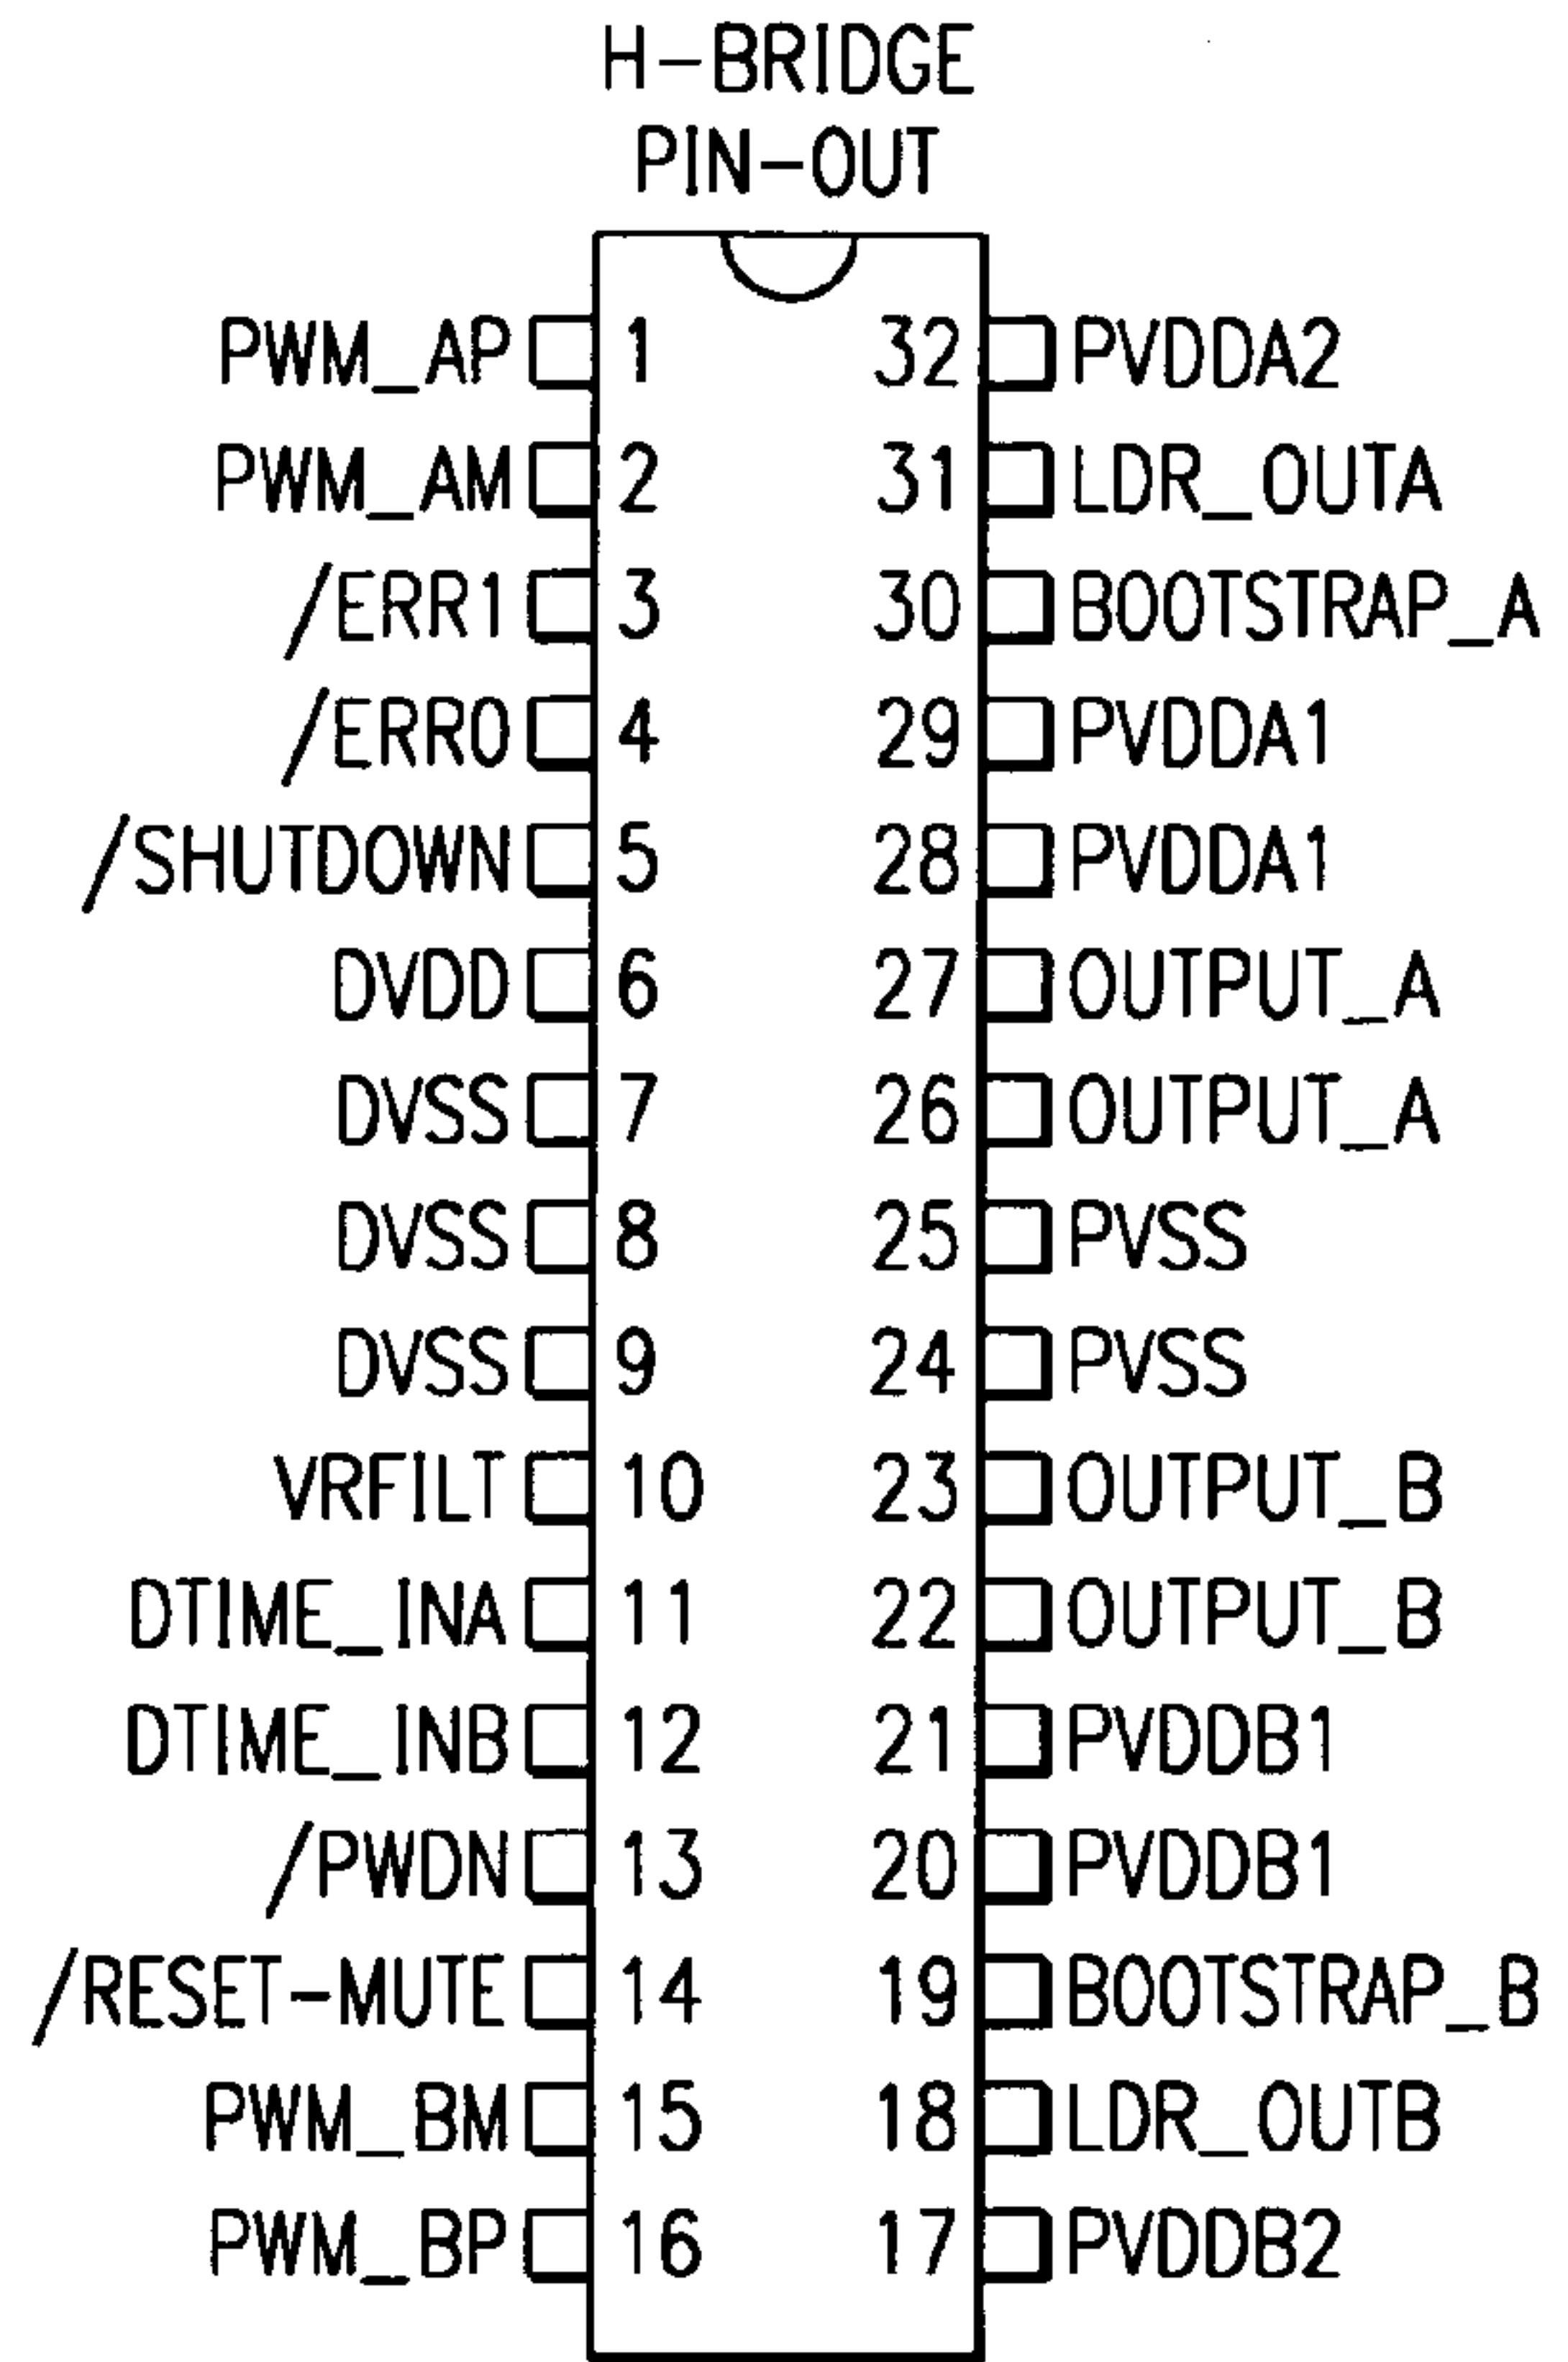 H-BRIDGE
PIN-OUT
PWM_AP 1 32 PVDDA2
PWM_AM 2 31 LDR_OUTA
/ERR1 3 30 BOOTSTRAP_A
/ERR0 4 29 PVDDA1
/SHUTDOWN 5 28 PVDDA1
DVDD 6 27 OUTPUT_A
DVSS 7 26 OUTPUT_A
DVSS 8 25 PVSS
DVSS 9 24 PVSS
VRFILT 10 23 OUTPUT_B
DTIME_INA 11 22 OUTPUT_B
DTIME_INB 12 21 PVDDB1
/PWDN 13 20 PVDDB1
/RESET-MUTE 14 19 BOOTSTRAP_B
PWM_BM 15 18 LDR_OUTB
PWM_BP 16 17 PVDDB2